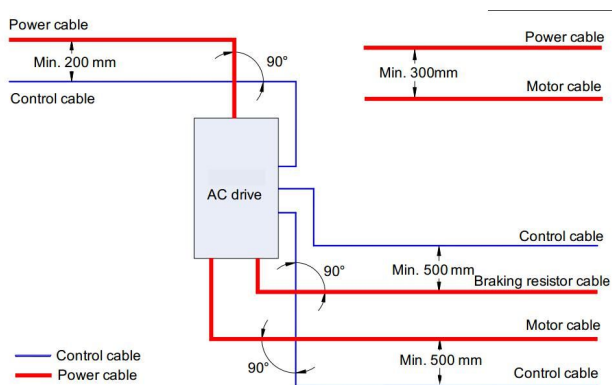 Power cable
Min. 200 mm
Control cable
90°
Power cable
Min. 300mm
Motor cable
AC drive
Control cable
90°
Min. 500 mm
Braking resistor cable
Motor cable
90°
Min. 500 mm
Control cable
Control cable
Power cable